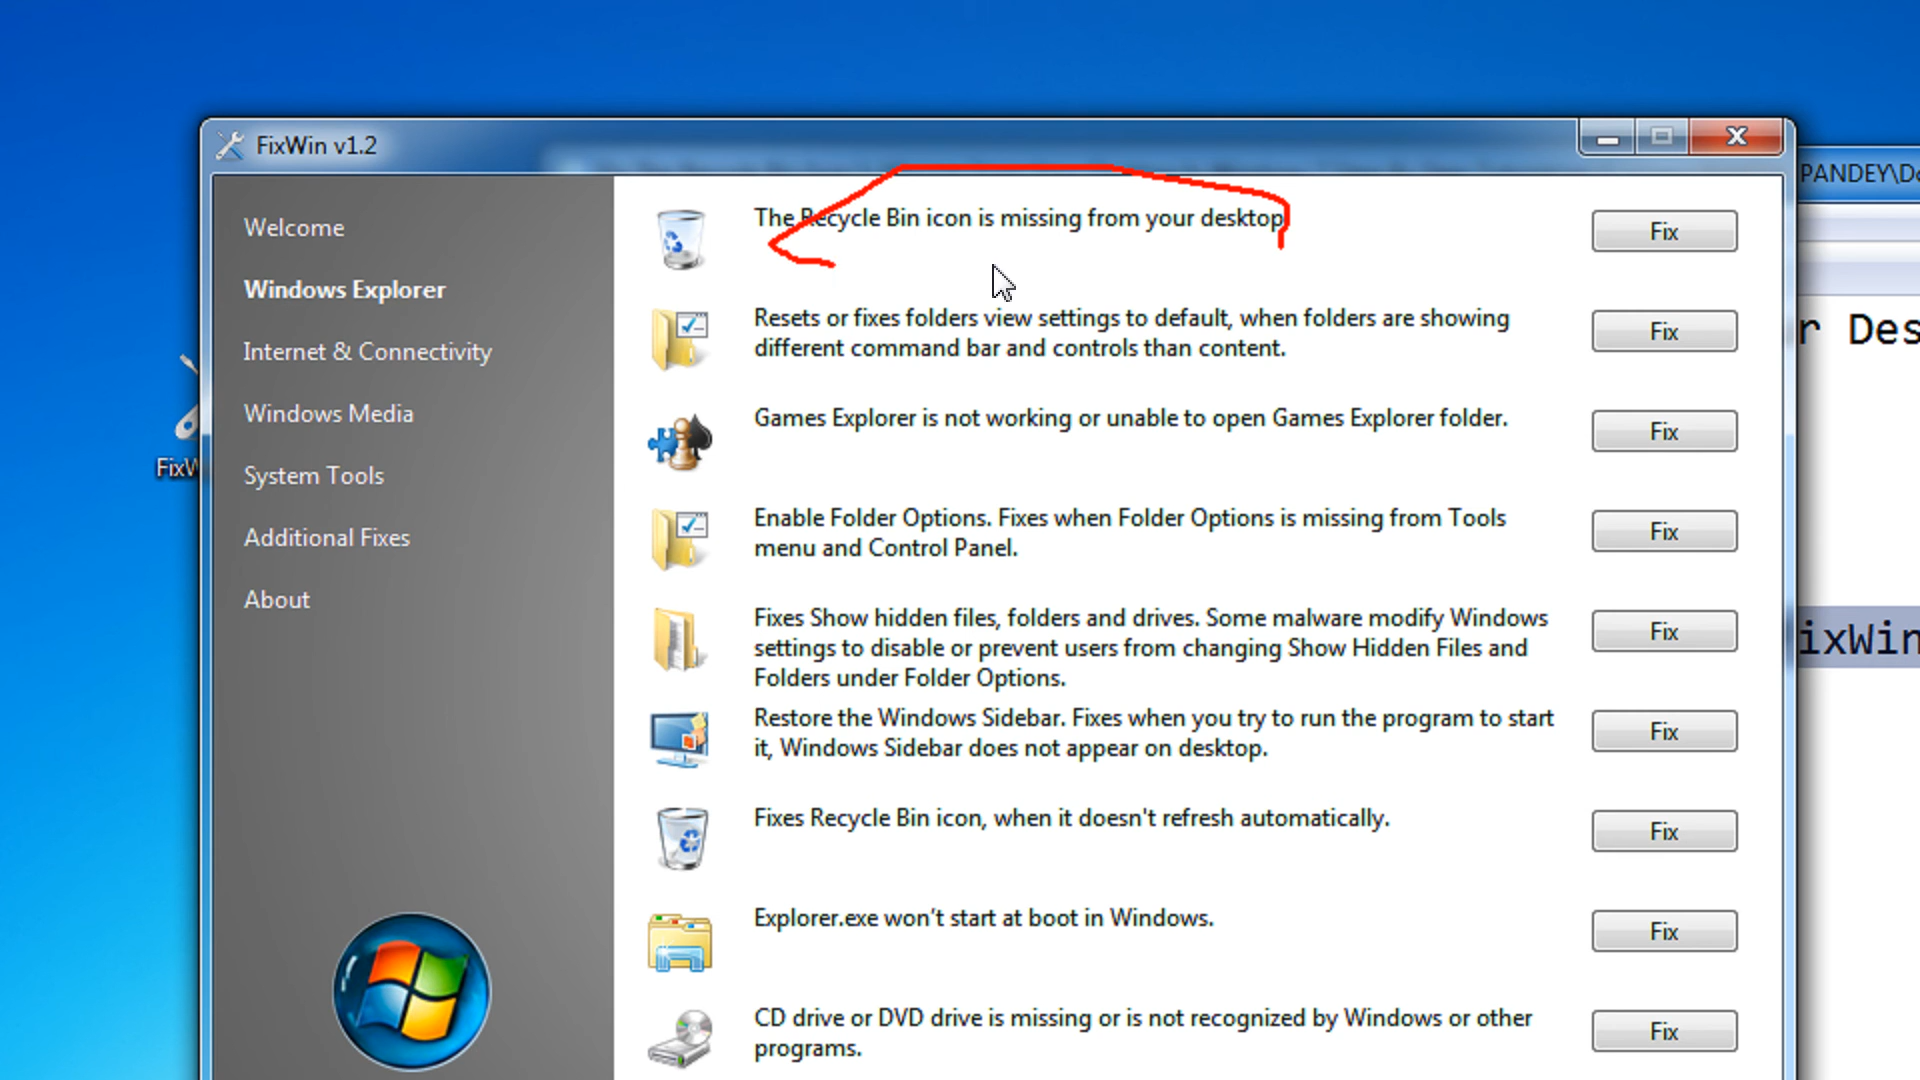 FixWin v1.2
PANDEY\Do
Welcome
Windows Explorer
Internet & Connectivity
Windows Media
System Tools
Additional Fixes
About
The Recycle Bin icon is missing from your desktop
Fix
Resets or fixes folders view settings to default, when folders are showing
different command bar and controls than content.
Fix
Games Explorer is not working or unable to open Games Explorer folder.
Fix
Enable Folder Options. Fixes when Folder Options is missing from Tools
menu and Control Panel.
Fix
Fixes Show hidden files, folders and drives. Some malware modify Windows
settings to disable or prevent users from changing Show Hidden Files and
Folders under Folder Options.
Fix
Restore the Windows Sidebar. Fixes when you try to run the program to start
it, Windows Sidebar does not appear on desktop.
Fix
Fixes Recycle Bin icon, when it doesn't refresh automatically.
Fix
Explorer.exe won't start at boot in Windows.
Fix
CD drive or DVD drive is missing or is not recognized by Windows or other
programs.
Fix
FixW
r Des
ixWin